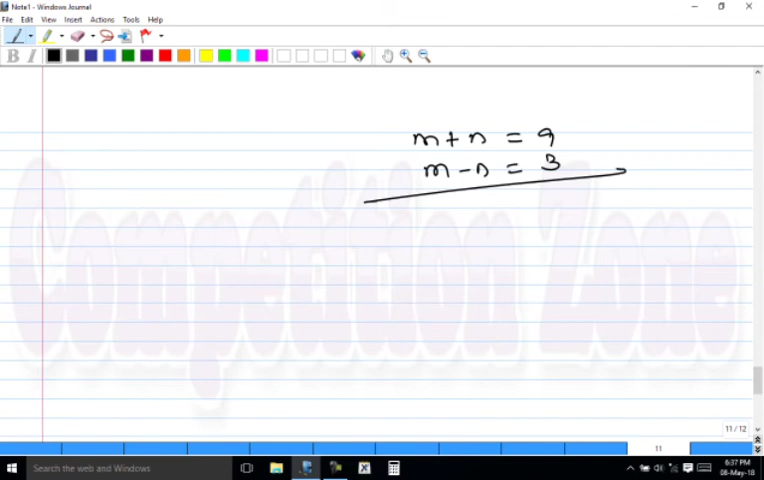 Note1 - Windows Journal
File Edit View Insert Actions Tools Help
B I
m+n = 9
m-n = 3
Competition Zone
11 / 12
11
Search the web and Windows
6:37 PM
08-May-18